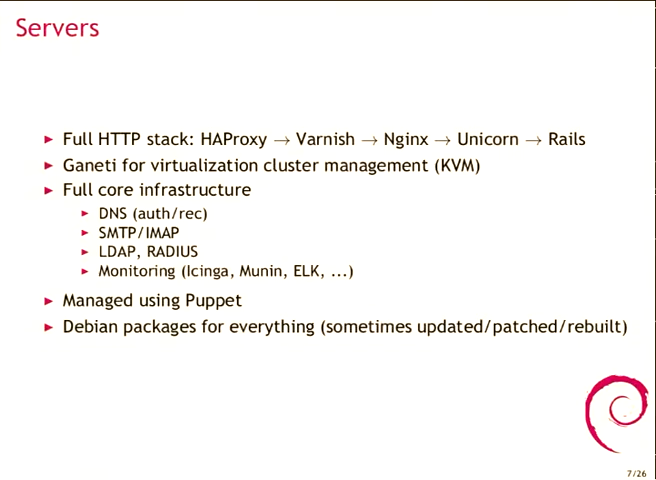 Servers
▶ Full HTTP stack: HAProxy → Varnish → Nginx → Unicorn → Rails
▶ Ganeti for virtualization cluster management (KVM)
▶ Full core infrastructure
▶ DNS (auth/rec)
▶ SMTP/IMAP
▶ LDAP, RADIUS
▶ Monitoring (Icinga, Munin, ELK, ...)
▶ Managed using Puppet
▶ Debian packages for everything (sometimes updated/patched/rebuilt)
7/26